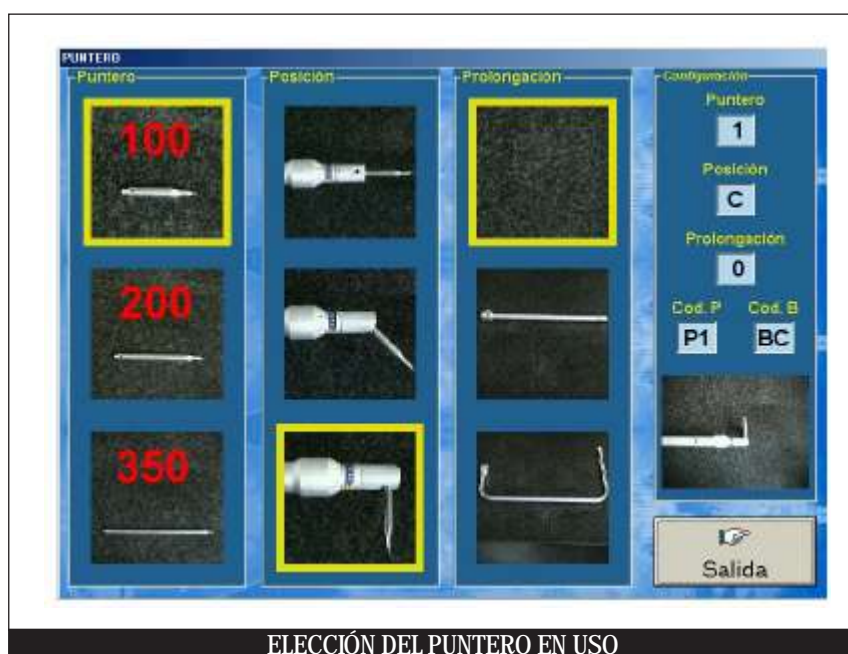 PUNTERO
Puntero
100
200
350
Posición
Prolongación
Configuración
Puntero
1
Posición
C
Prolongación
0
Cod. P Cod. B
P1 BC
Salida
ELECCIÓN DEL PUNTERO EN USO